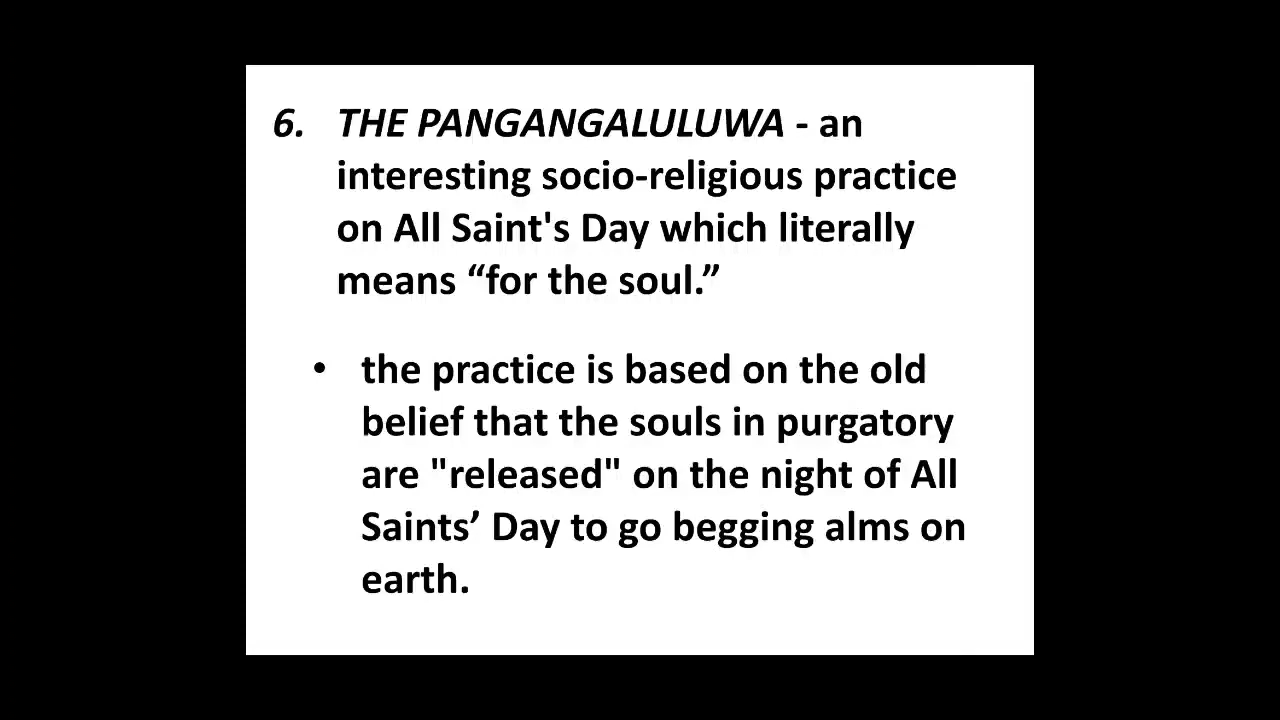 6. THE PANGANGALULUWA - an
interesting socio-religious practice
on All Saint's Day which literally
means “for the soul.”
• the practice is based on the old
belief that the souls in purgatory
are "released" on the night of All
Saints’ Day to go begging alms on
earth.